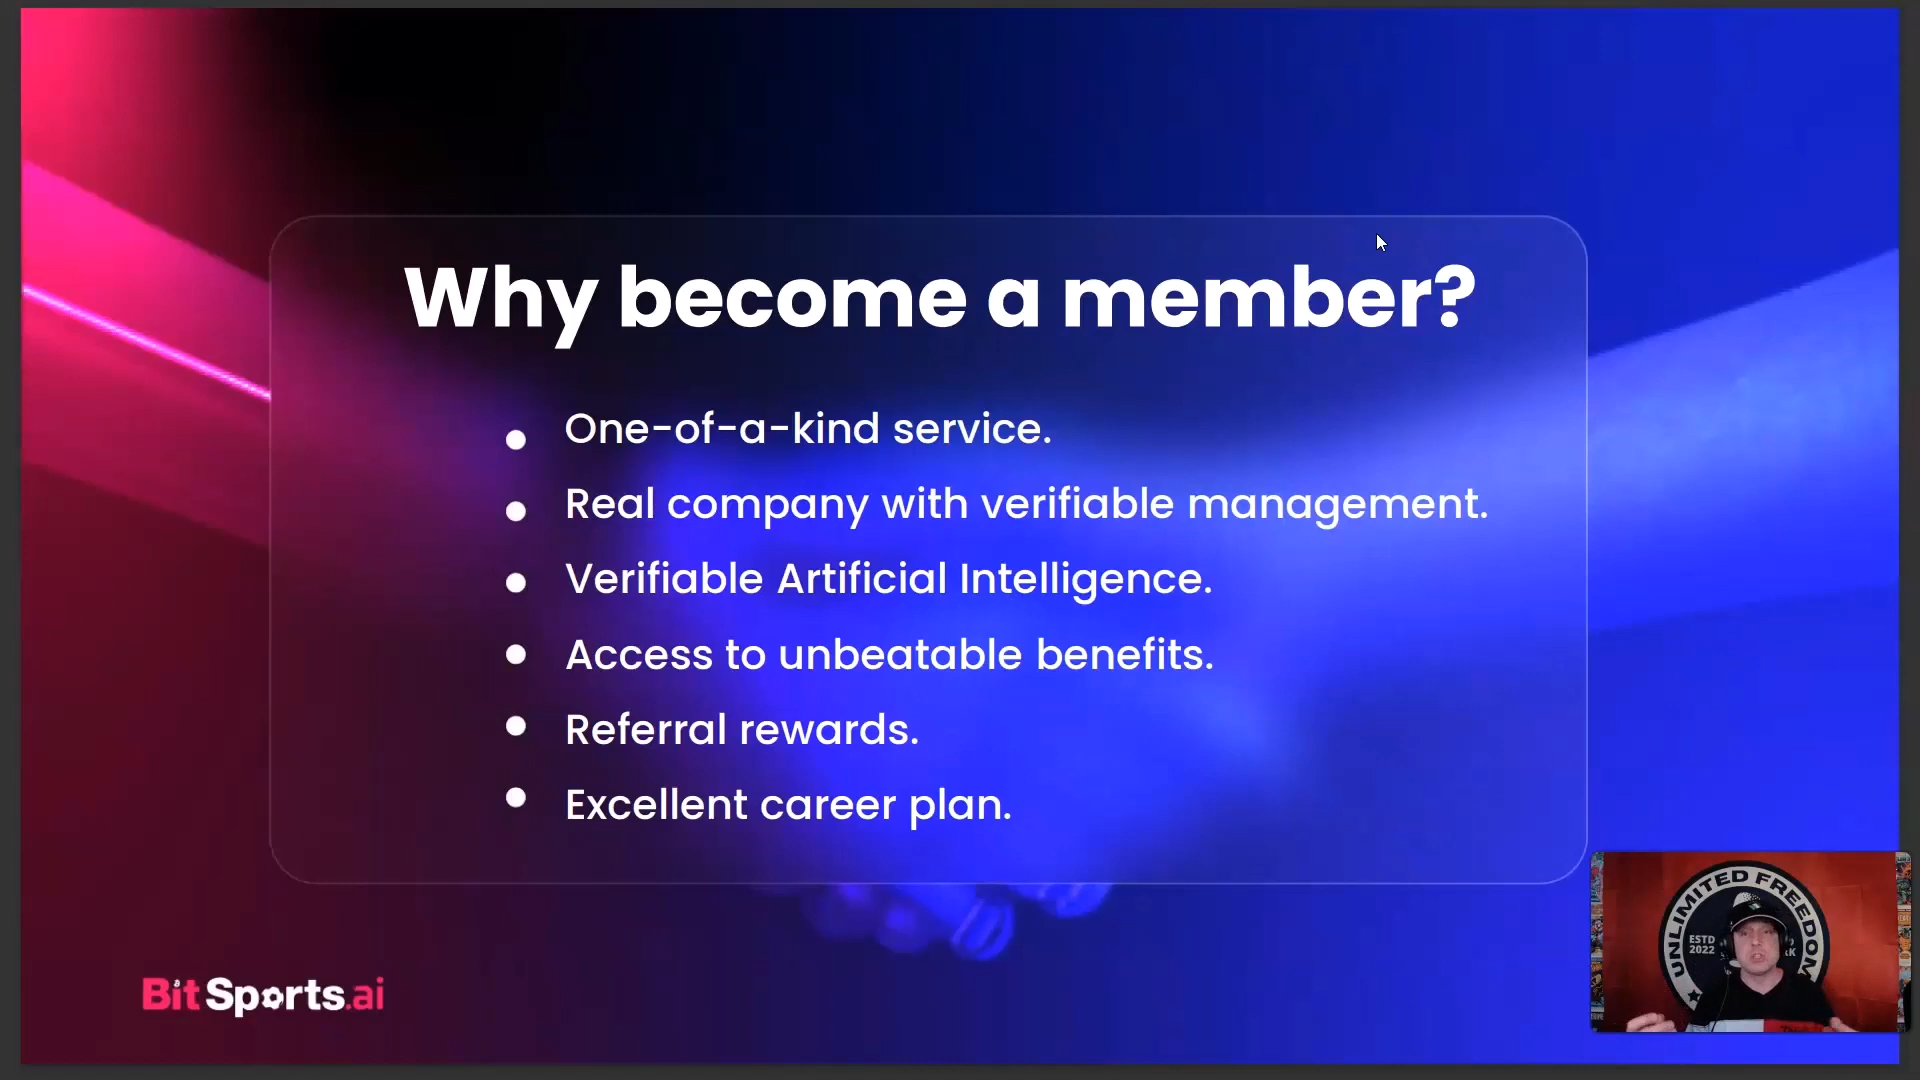 Why become a member?
One-of-a-kind service.
Real company with verifiable management.
Verifiable Artificial Intelligence.
Access to unbeatable benefits.
Referral rewards.
Excellent career plan.
BitSports.ai
UNLIMITED FREEDOM
ESTD
2022